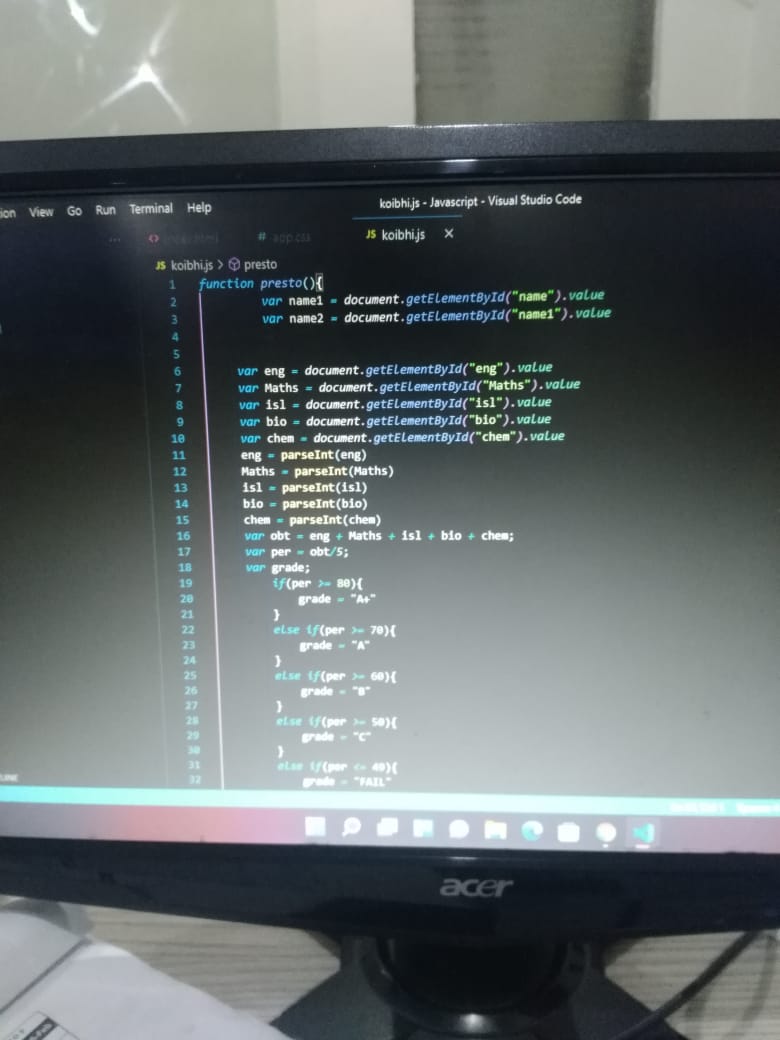 ion View Go Run Terminal Help
koibhi.js - Javascript - Visual Studio Code
index.html # app.css JS koibhi.js ×
JS koibhi.js > presto
1 function presto(){
2 var name1 = document.getElementById("name").value
3 var name2 = document.getElementById("name1").value
4
5
6 var eng = document.getElementById("eng").value
7 var Maths = document.getElementById("Maths").value
8 var isl = document.getElementById("isl").value
9 var bio = document.getElementById("bio").value
10 var chem = document.getElementById("chem").value
11 eng = parseInt(eng)
12 Maths = parseInt(Maths)
13 isl = parseInt(isl)
14 bio = parseInt(bio)
15 chem = parseInt(chem)
16 var obt = eng + Maths + isl + bio + chem;
17 var per = obt/5;
18 var grade;
19 if(per >= 80){
20 grade = "A+"
21 }
22 else if(per >= 70){
23 grade = "A"
24 }
25 else if(per >= 60){
26 grade = "B"
27 }
28 else if(per >= 50){
29 grade = "C"
30 }
31 else if(per <= 49){
32 grade = "FAIL"
acer